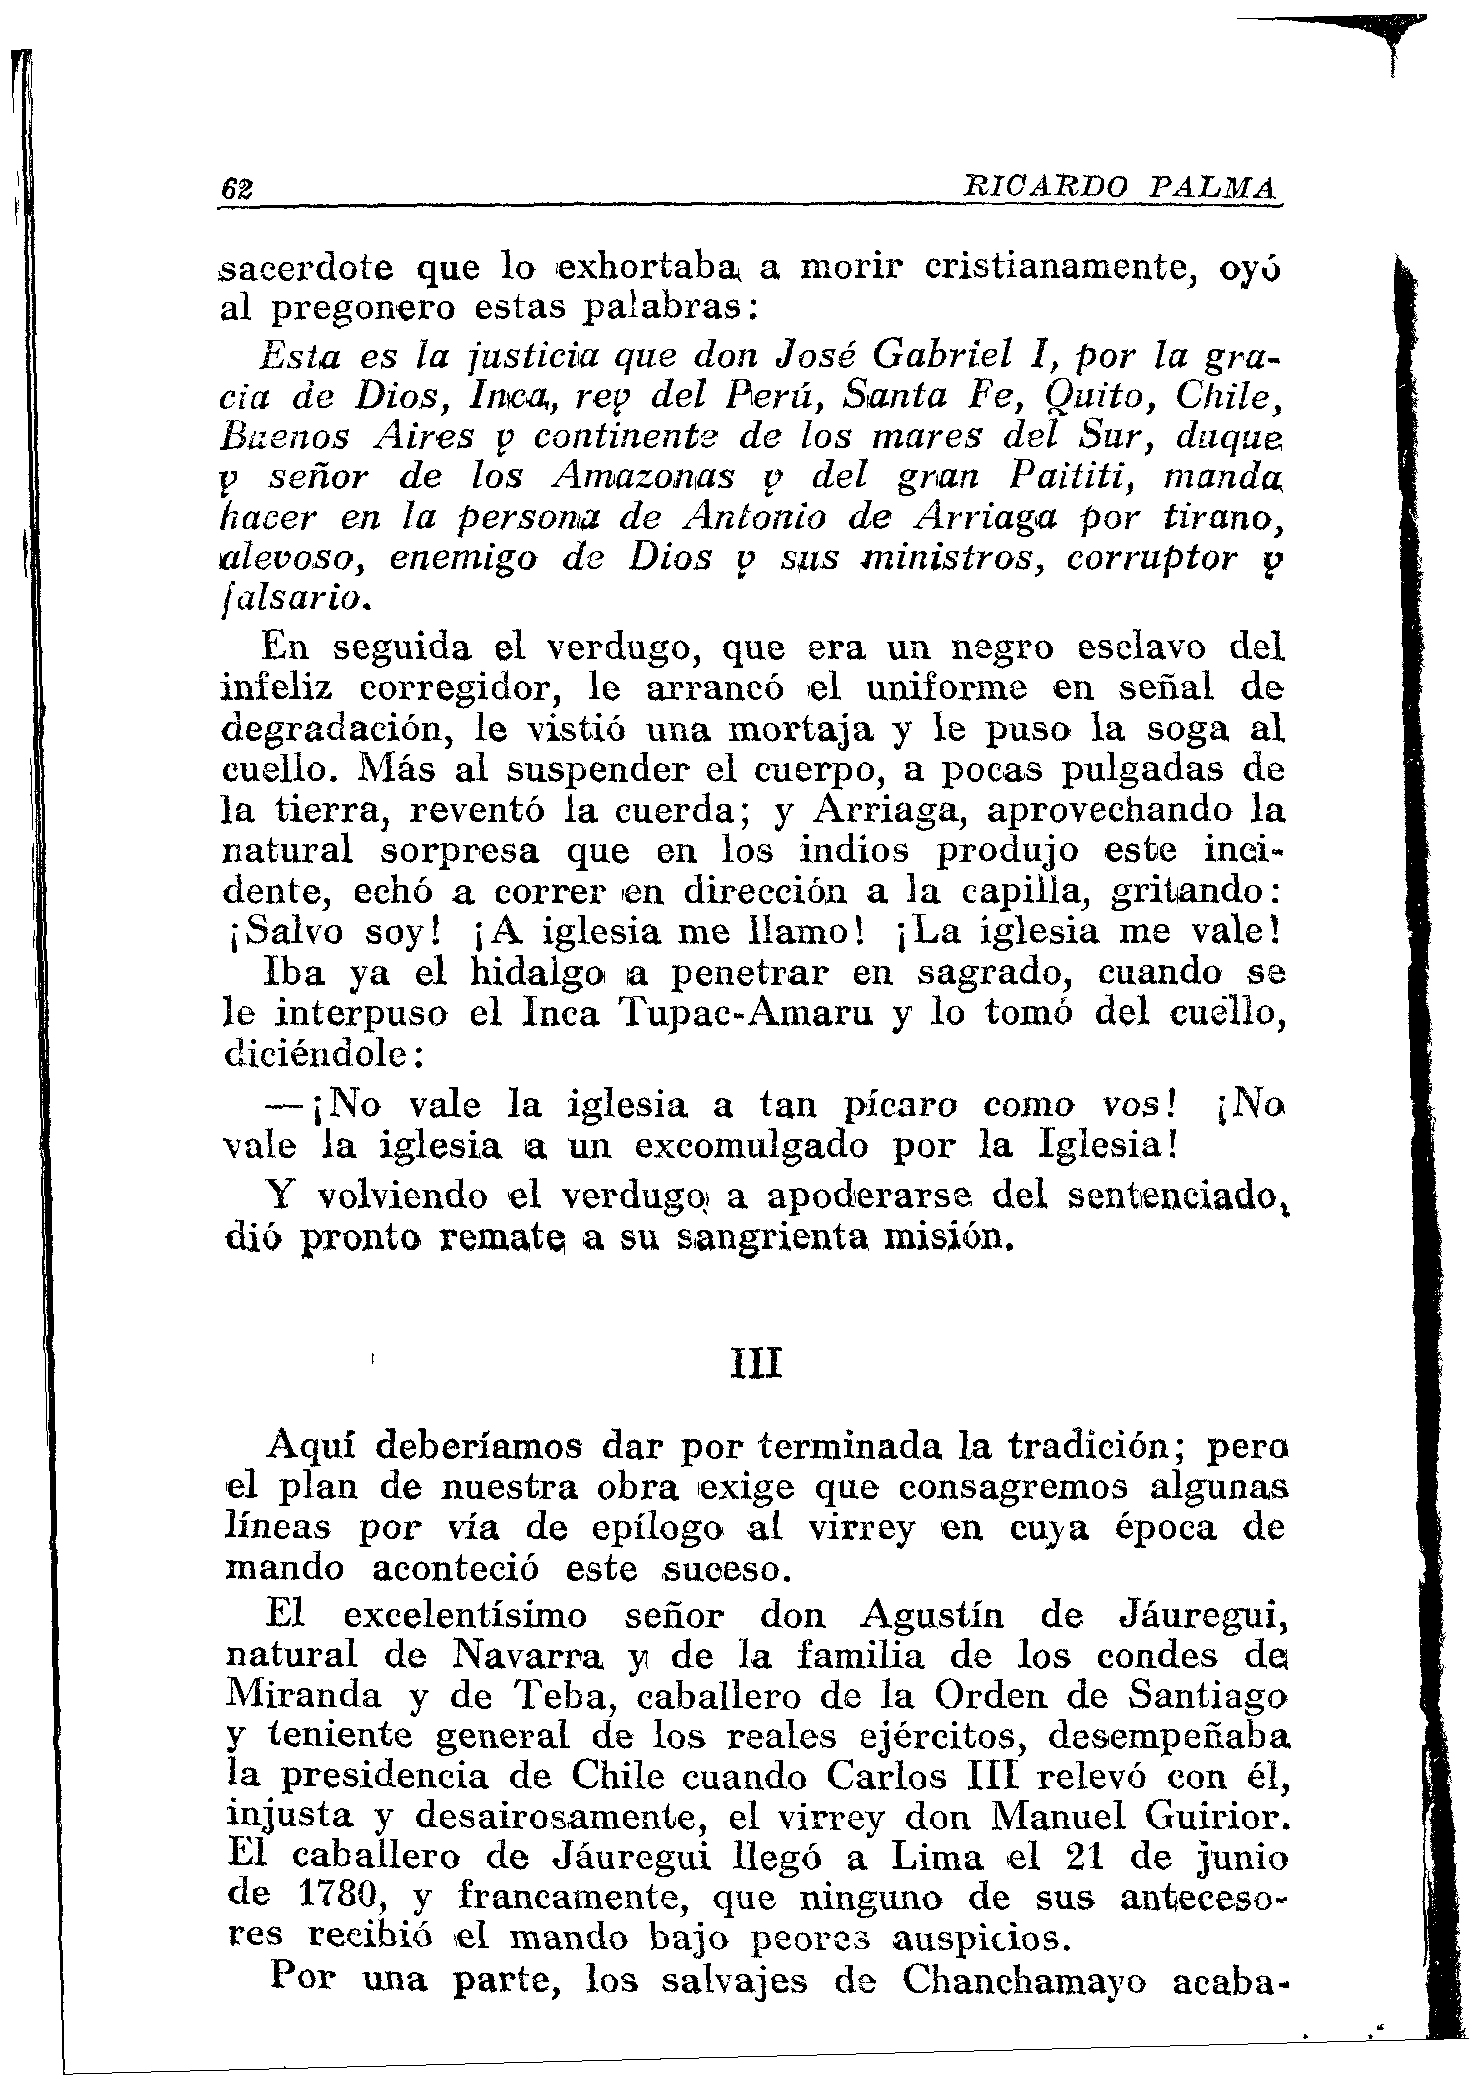 62 RICARDO PALMA
sacerdote que lo exhortaba a morir cristianamente, oyó
al pregonero estas palabras:
Esta es la justicia que don José Gabriel I, por la gra-
cia de Dios, Inca, rey del Perú, Santa Fe, Quito, Chile,
Buenos Aires y continente de los mares del Sur, duque
y señor de los Amazonas y del gran Paititi, manda
hacer en la persona de Antonio de Arriaga por tirano,
alevoso, enemigo de Dios y sus ministros, corruptor y
falsario.
En seguida el verdugo, que era un negro esclavo del
infeliz corregidor, le arrancó el uniforme en señal de
degradación, le vistió una mortaja y le puso la soga al
cuello. Más al suspender el cuerpo, a pocas pulgadas de
la tierra, reventó la cuerda; y Arriaga, aprovechando la
natural sorpresa que en los indios produjo este inci-
dente, echó a correr en dirección a la capilla, gritando:
¡Salvo soy! ¡A iglesia me llamo! ¡La iglesia me vale!
Iba ya el hidalgo a penetrar en sagrado, cuando se
le interpuso el Inca Tupac-Amaru y lo tomó del cuello,
diciéndole:
—¡No vale la iglesia a tan pícaro como vos! ¡No
vale la iglesia a un excomulgado por la Iglesia!
Y volviendo el verdugo a apoderarse del sentenciado,
dió pronto remate a su sangrienta misión.
III
Aquí deberíamos dar por terminada la tradición; pero
el plan de nuestra obra exige que consagremos algunas
líneas por vía de epílogo al virrey en cuya época de
mando aconteció este suceso.
El excelentísimo señor don Agustín de Jáuregui,
natural de Navarra y de la familia de los condes de
Miranda y de Teba, caballero de la Orden de Santiago
y teniente general de los reales ejércitos, desempeñaba
la presidencia de Chile cuando Carlos III relevó con él,
injusta y desairosamente, el virrey don Manuel Guirior.
El caballero de Jáuregui llegó a Lima el 21 de junio
de 1780, y francamente, que ninguno de sus anteceso-
res recibió el mando bajo peores auspicios.
Por una parte, los salvajes de Chanchamayo acaba-